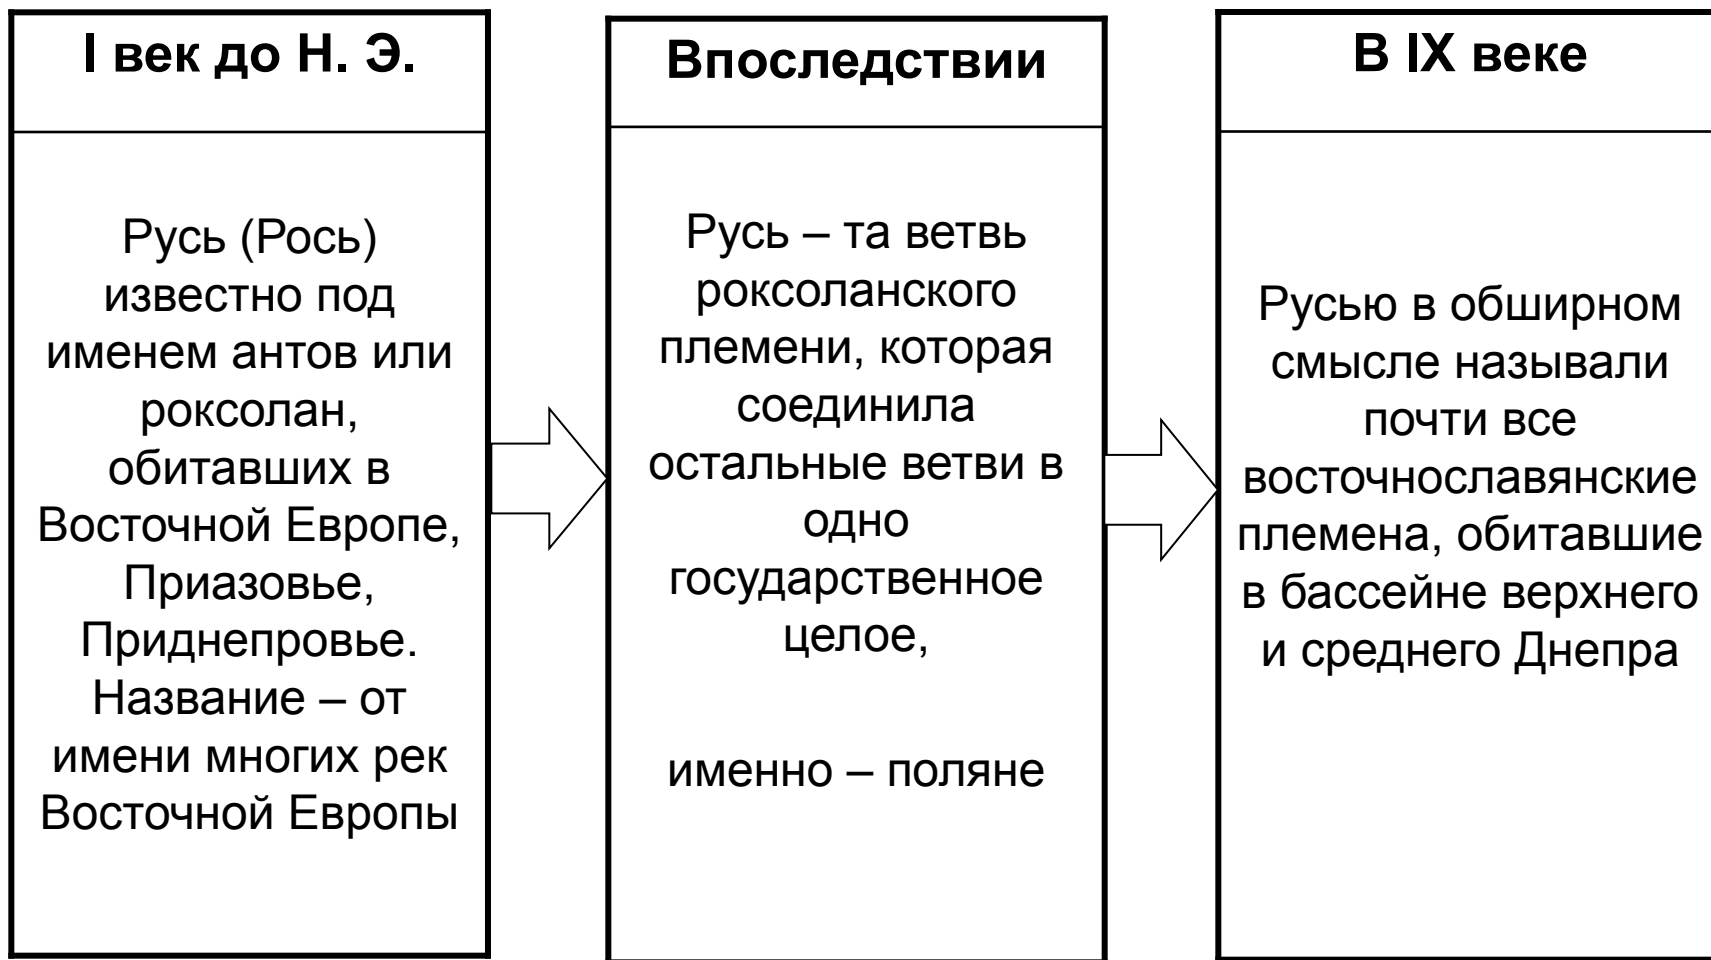 I век до Н. Э.
Русь (Рось)
известно под
именем антов или
роксолан,
обитавших в
Восточной Европе,
Приазовье,
Приднепровье.
Название – от
имени многих рек
Восточной Европы
Впоследствии
Русь – та ветвь
роксоланского
племени, которая
соединила
остальные ветви в
одно
государственное
целое,
именно – поляне
В IX веке
Русью в обширном
смысле называли
почти все
восточнославянские
племена, обитавшие
в бассейне верхнего
и среднего Днепра